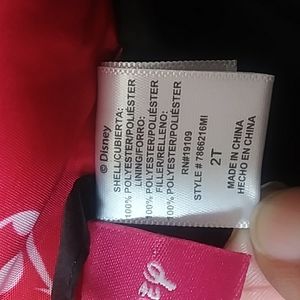 © Disney
SHELL/CUBIERTA:
100% POLYESTER/POLIÉSTER
LINING/FORRO:
100% POLYESTER/POLIÉSTER
FILLER/RELLENO:
100% POLYESTER/POLIÉSTER
RN#19109
STYLE # 7866216MI
2T
MADE IN CHINA
HECHO EN CHINA